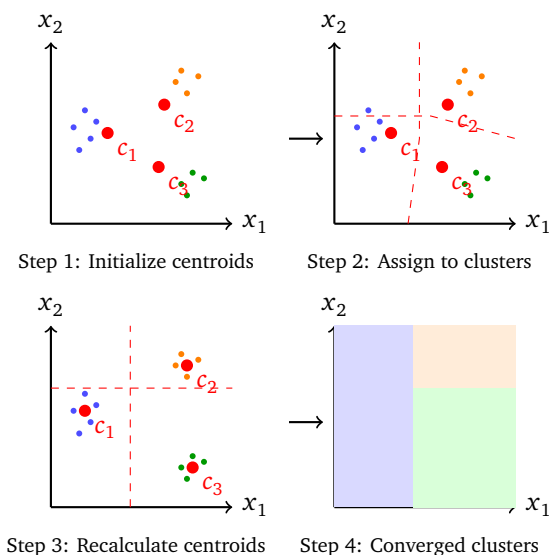 x2
c2
c1
c3
x1
Step 1: Initialize centroids
x2
c2
c1
c3
x1
Step 2: Assign to clusters
x2
c2
c1
c3
x1
Step 3: Recalculate centroids
x2
x1
Step 4: Converged clusters